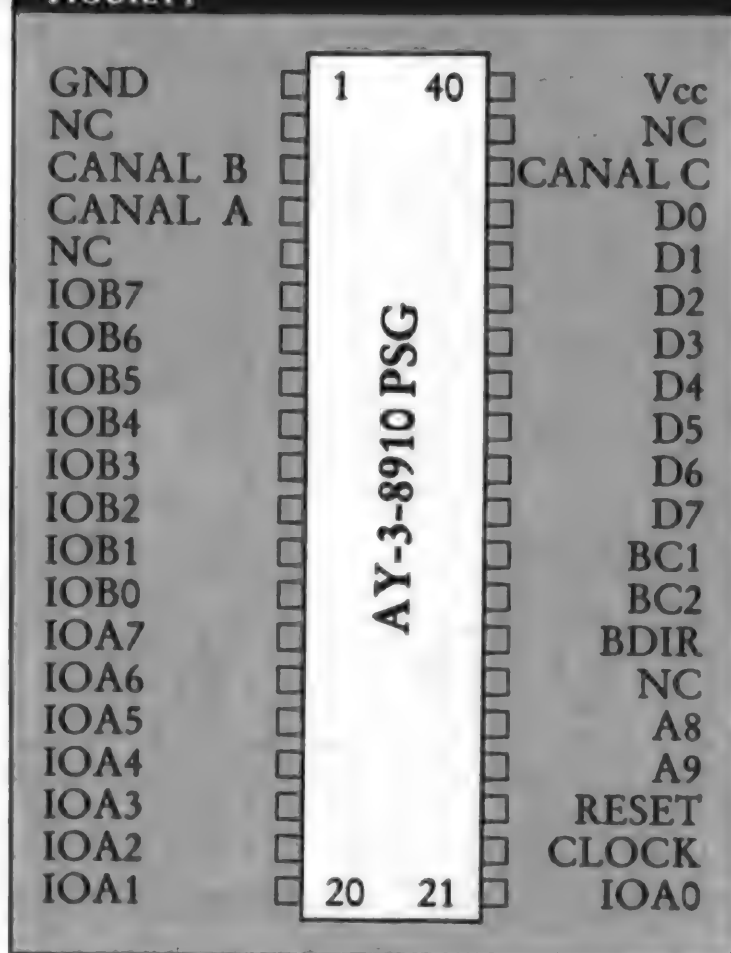 GND 1 40 Vcc
NC NC
CANAL B CANAL C
CANAL A D0
NC D1
IOB7 D2
IOB6 D3
IOB5 D4
IOB4 D5
IOB3 D6
IOB2 D7
IOB1 BC1
IOB0 BC2
IOA7 BDIR
IOA6 NC
IOA5 A8
IOA4 A9
IOA3 RESET
IOA2 CLOCK
IOA1 20 21 IOA0
AY-3-8910 PSG